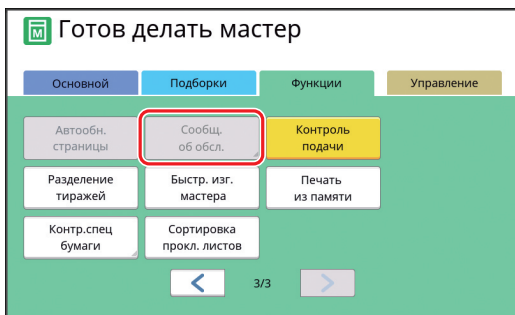 Готов делать мастер
Основной
Подборки
Функции
Управление
Автообн.
страницы
Сообщ.
об обсл.
Контроль
подачи
Разделение
тиражей
Быстр. изг.
мастера
Печать
из памяти
Контр.спец
бумаги
Сортировка
прокл. листов
3/3